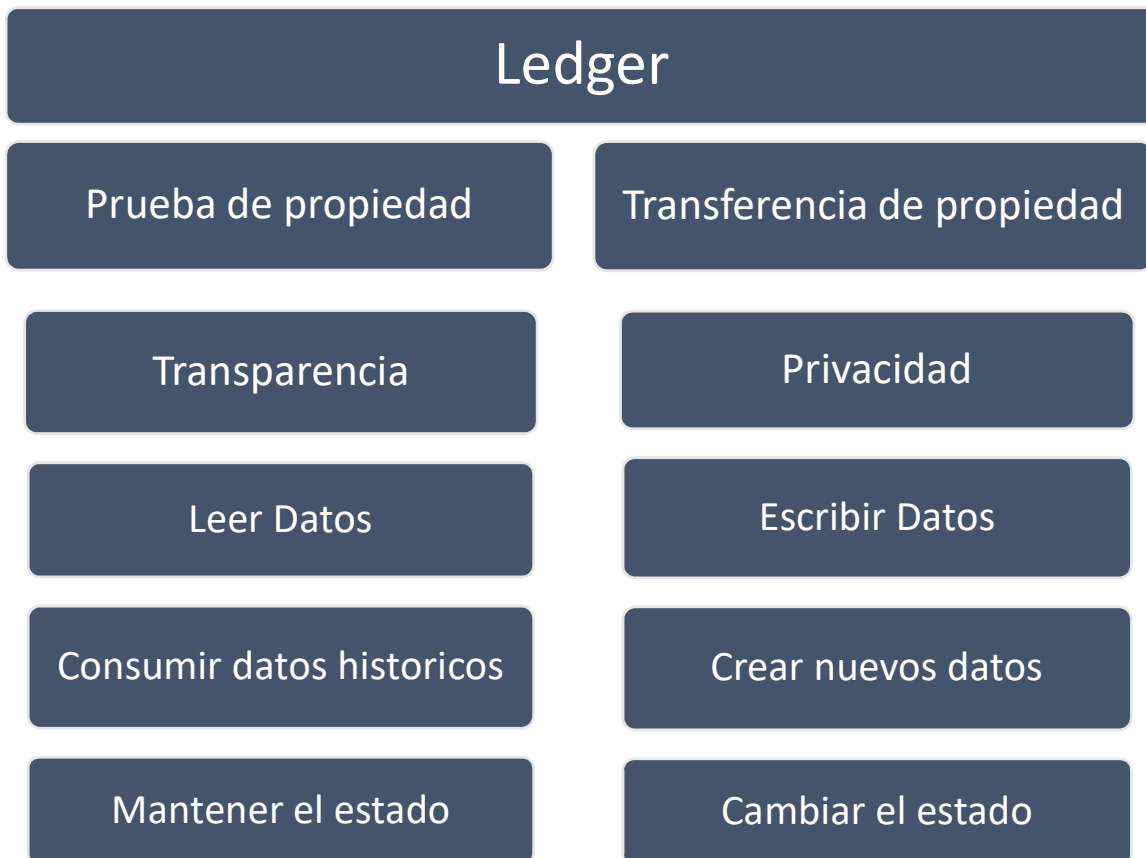 Ledger
Prueba de propiedad
Transferencia de propiedad
Transparencia
Privacidad
Leer Datos
Escribir Datos
Consumir datos historicos
Crear nuevos datos
Mantener el estado
Cambiar el estado